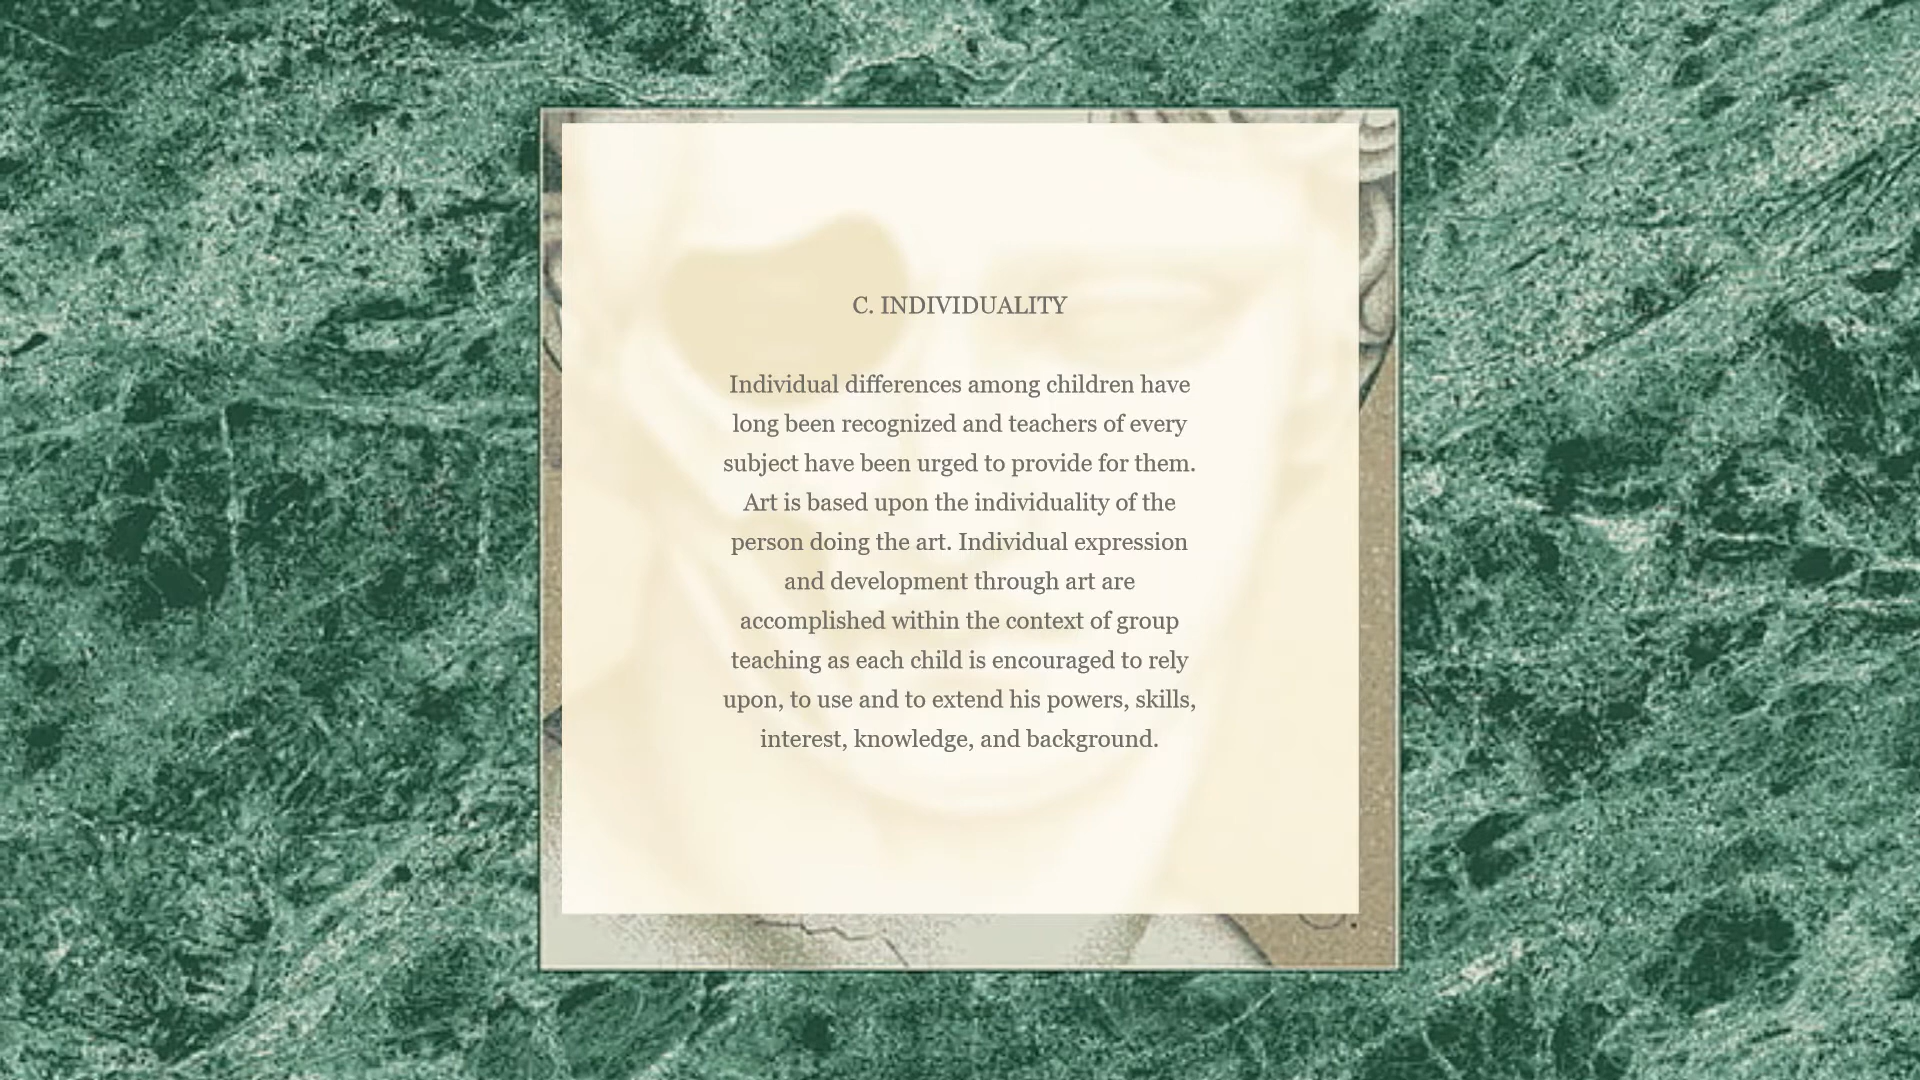 C. INDIVIDUALITY
Individual differences among children have
long been recognized and teachers of every
subject have been urged to provide for them.
Art is based upon the individuality of the
person doing the art. Individual expression
and development through art are
accomplished within the context of group
teaching as each child is encouraged to rely
upon, to use and to extend his powers, skills,
interest, knowledge, and background.